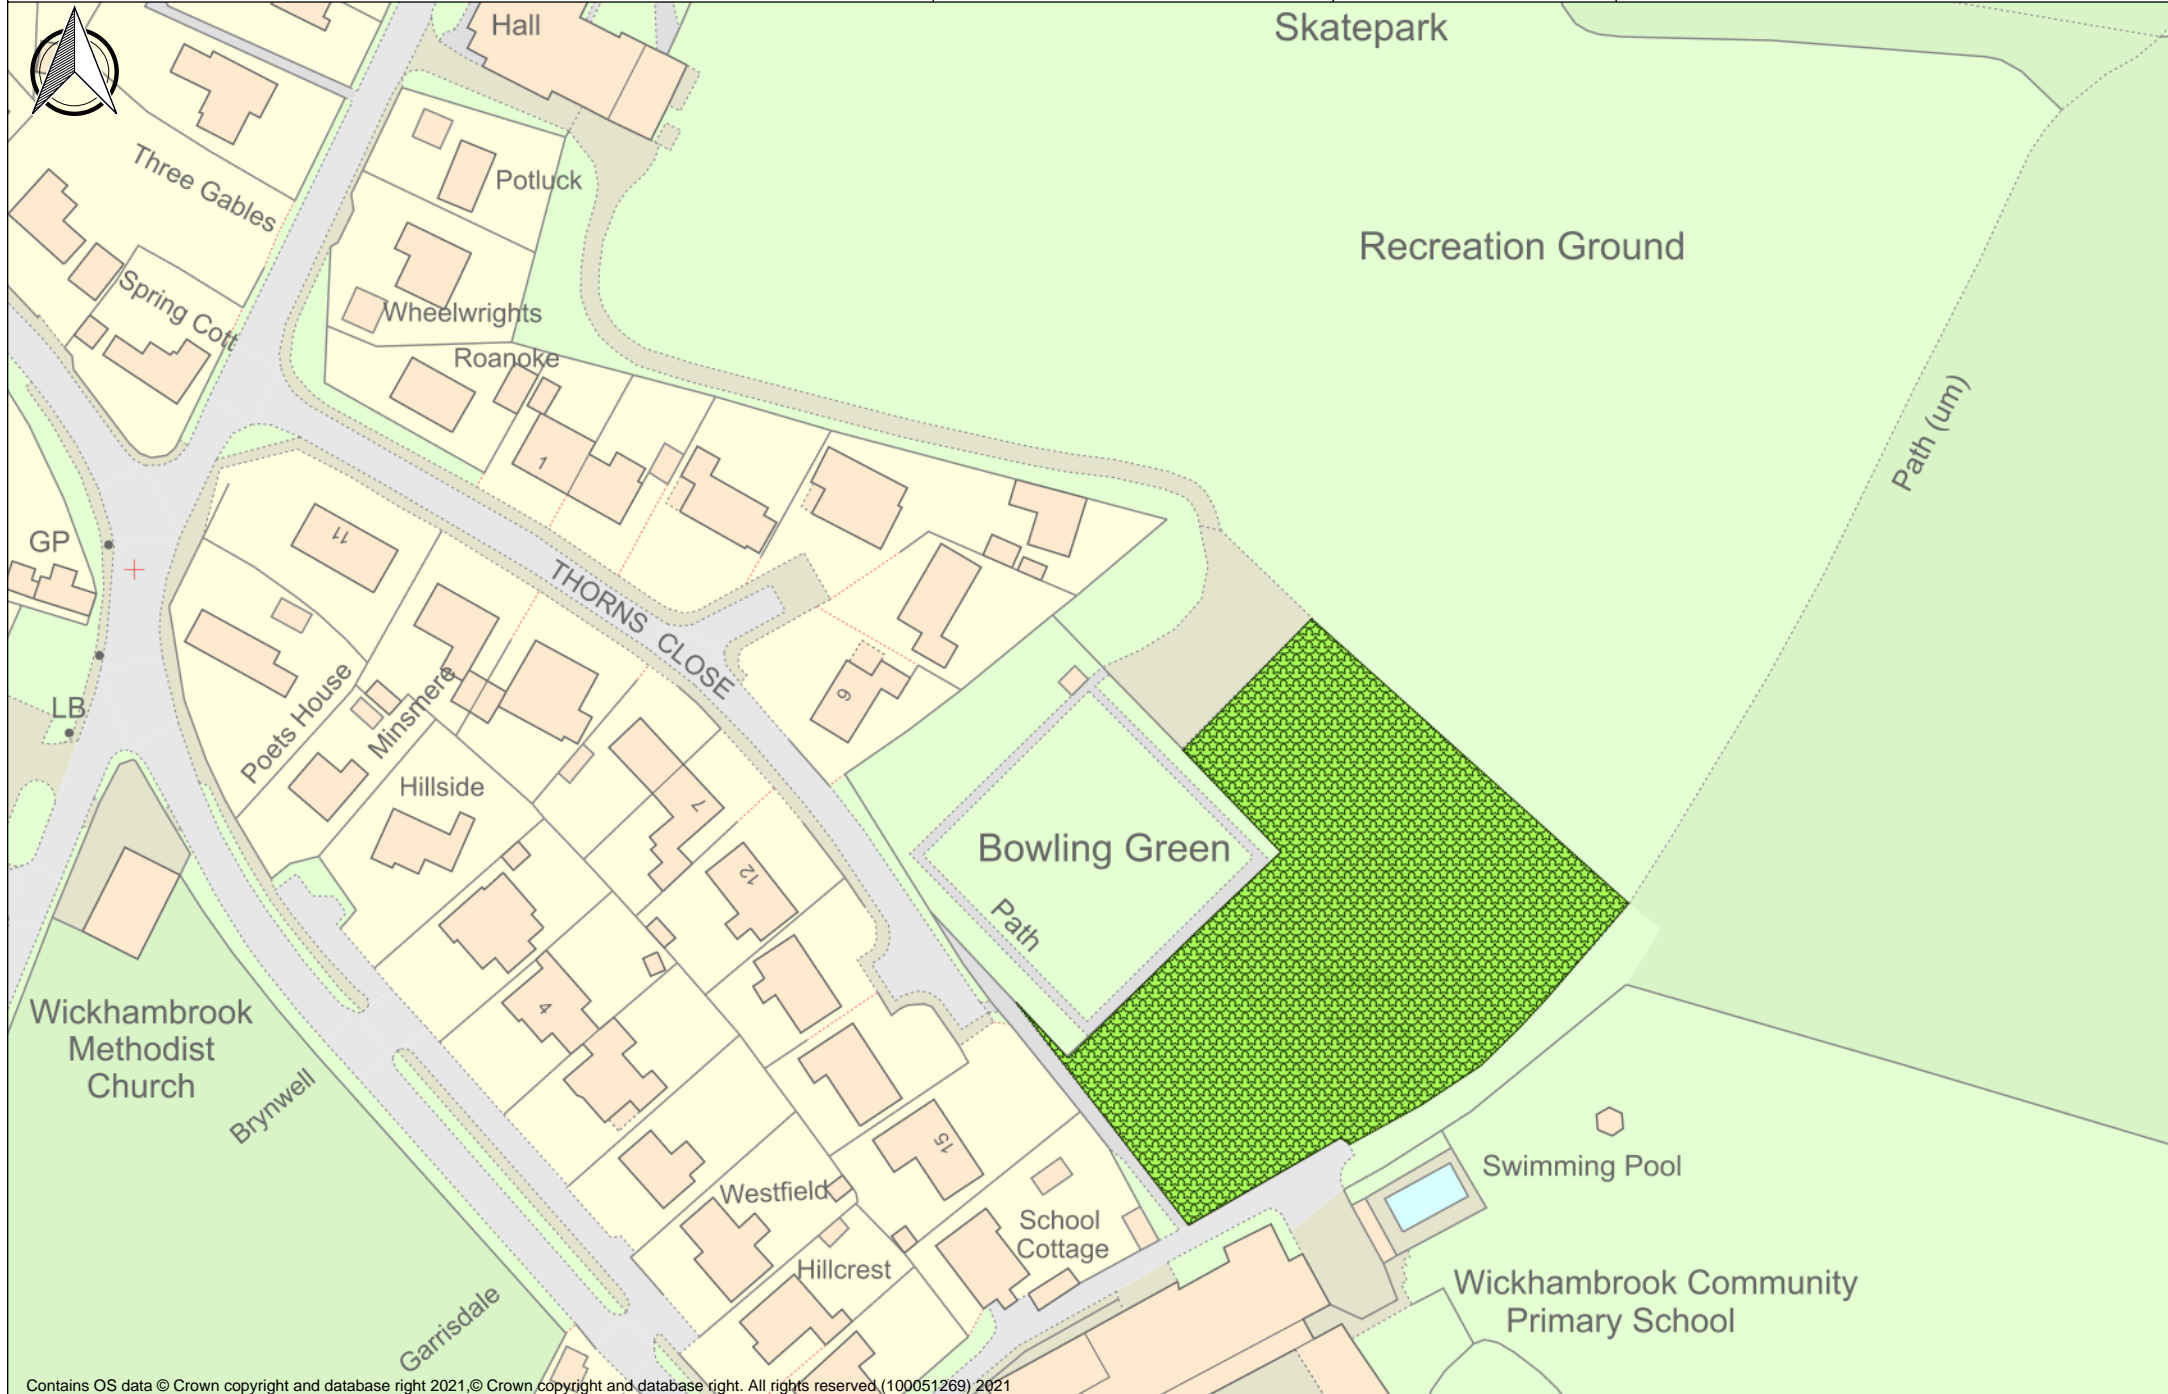 Hall
Skatepark
Three Gables
Potluck
Recreation Ground
Spring Cott
Wheelwrights
Roanoke
Path (um)
1
11
GP
THORNS CLOSE
Poets House
Minsmere
9
LB
Hillside
7
Bowling Green
12
Path
Wickhambrook
Methodist
Church
4
Brynwell
15
Swimming Pool
Westfield
School
Cottage
Hillcrest
Wickhambrook Community
Primary School
Garrisdale
Contains OS data © Crown copyright and database right 2021,© Crown copyright and database right. All rights reserved (100051269) 2021